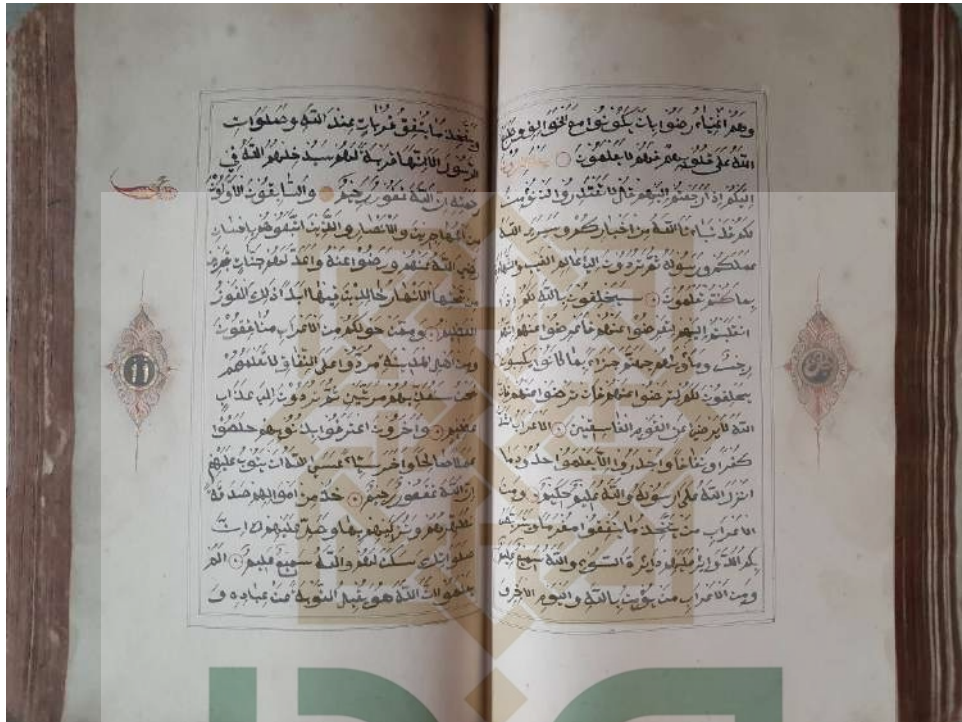 وهم اغنياء رضوا بان يكونوا مع الخوالف وطبع
الله على قلوبهم فهم لا يعلمون يعتذرون
اليكم اذا رجعتم اليهم قل لا تعتذروا لن نؤمن
لكم قد نباءنا الله من اخباركم وسيرى الله
عملكم ورسوله ثم تردون الى عالم الغيب والشهادة
بما كنتم تعملون سيحلفون بالله لكم اذا
انقلبتم اليهم لتعرضوا عنهم فاعرضوا عنهم انهم
رجس ومأويهم جهنم جزاء بما كانوا يكسبون
يحلفون لكم لترضوا عنهم فان ترضوا عنهم فان
الله لا يرضى عن القوم الفاسقين الاعراب اشد
كفرا ونفاقا واجدروا الا يعلموا حدود ما
انزل الله على رسوله والله عليم حكيم ومن
الاعراب من يتخذ ما ينفق مغرما ويتربص
بكم الدوائر عليهم دايرة السوء والله سميع عليم
ومن الاعراب من يؤمن بالله واليوم الاخر و
ويتخذ ما ينفق قربات عند الله وصلوات
الرسول الا انها قربة لهم سيدخلهم الله في
رحمته ان الله غفور رحيم والسابقون الاولون
من المهاجرين والانصار والذين اتبعوهم باحسان
رضي الله عنهم ورضوا عنه واعد لهم جنات تجري
من تحتها الانهار خالدين فيها ابدا ذلك الفوز
العظيم وممن حولكم من الاعراب منافقون
ومن اهل المدينة مردوا على النفاق لا تعلمهم
نحن سنعذبهم مرتين ثم يردون الى عذاب
عظيم واخرون اعترفوا بذنوبهم خلطوا
عملا صالحا واخر سيئا عسى الله ان يتوب عليهم
ان الله غفور رحيم خذ من اموالهم صدقة
تطهرهم وتزكيهم بها وصل عليهم ان
صلواتك سكن لهم والله سميع عليم الم
يعلموا ان الله هو يقبل التوبة عن عباده و